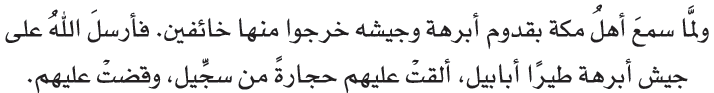 ولمَّا سمعَ أهلُ مكة بقدوم أبرهة وجيشه خرجوا منها خائفين. فأرسلَ اللهُ على
جيش أبرهة طيرًا أبابيل، ألقتْ عليهم حجارةً من سجِّيل، وقضتْ عليهم.